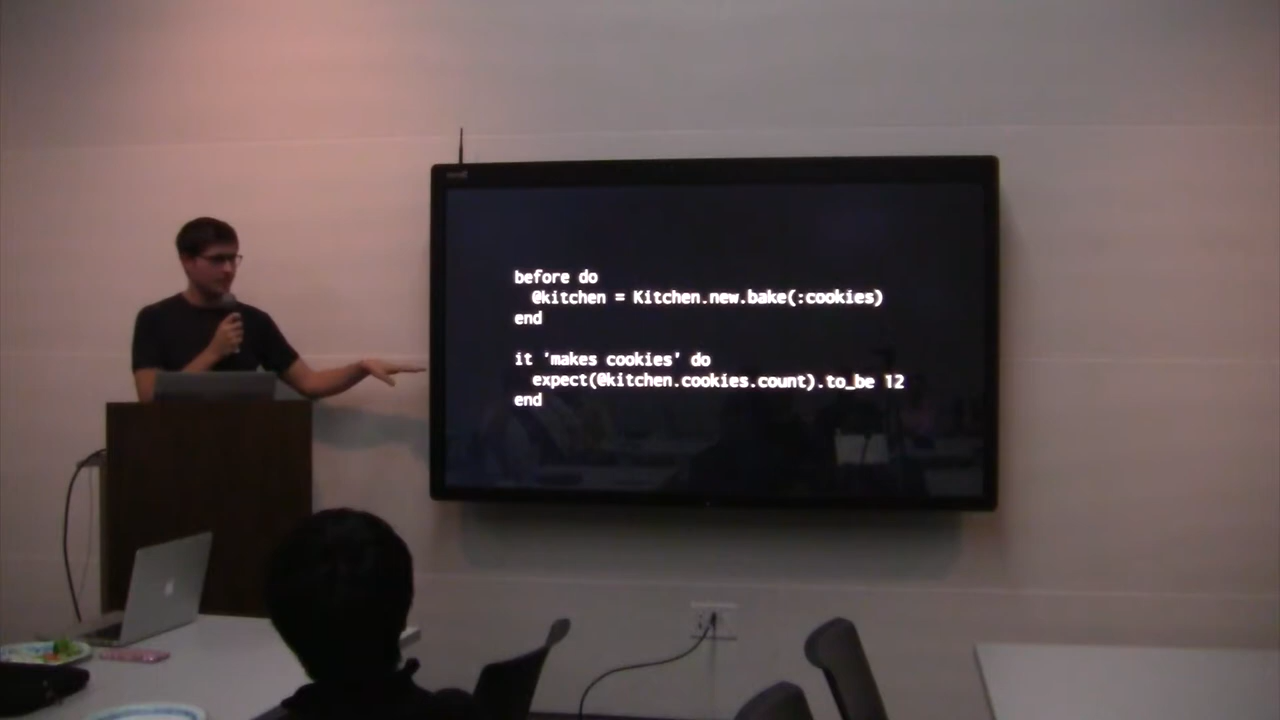 before do
@kitchen = Kitchen.new.bake(:cookies)
end
it 'makes cookies' do
expect(@kitchen.cookies.count).to_be 12
end